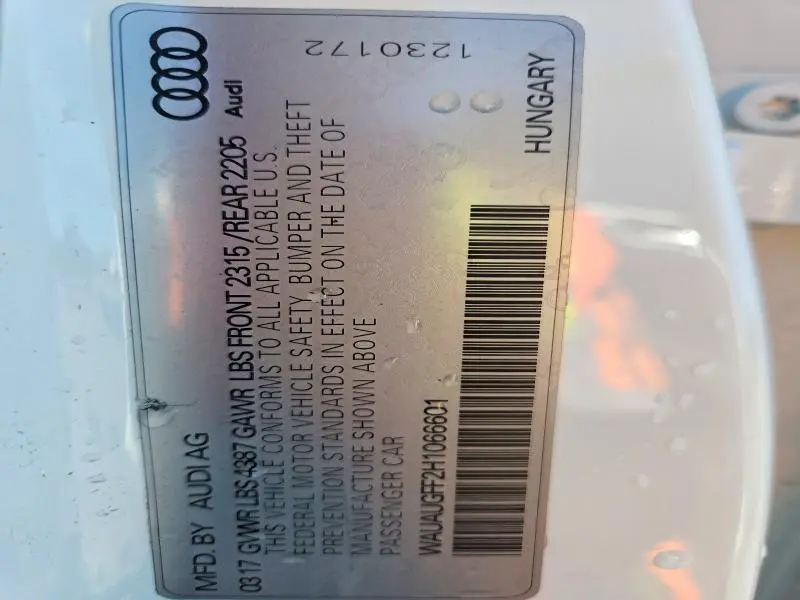 MFD. BY AUDI AG
0317 GVWR LBS 4387 GAWR LBS FRONT 2315 / REAR 2205 Audi
THIS VEHICLE CONFORMS TO ALL APPLICABLE U.S.
FEDERAL MOTOR VEHICLE SAFETY, BUMPER AND THEFT
PREVENTION STANDARDS IN EFFECT ON THE DATE OF
MANUFACTURE SHOWN ABOVE
PASSENGER CAR
WAUAUGFF2H1066601
HUNGARY
1230172